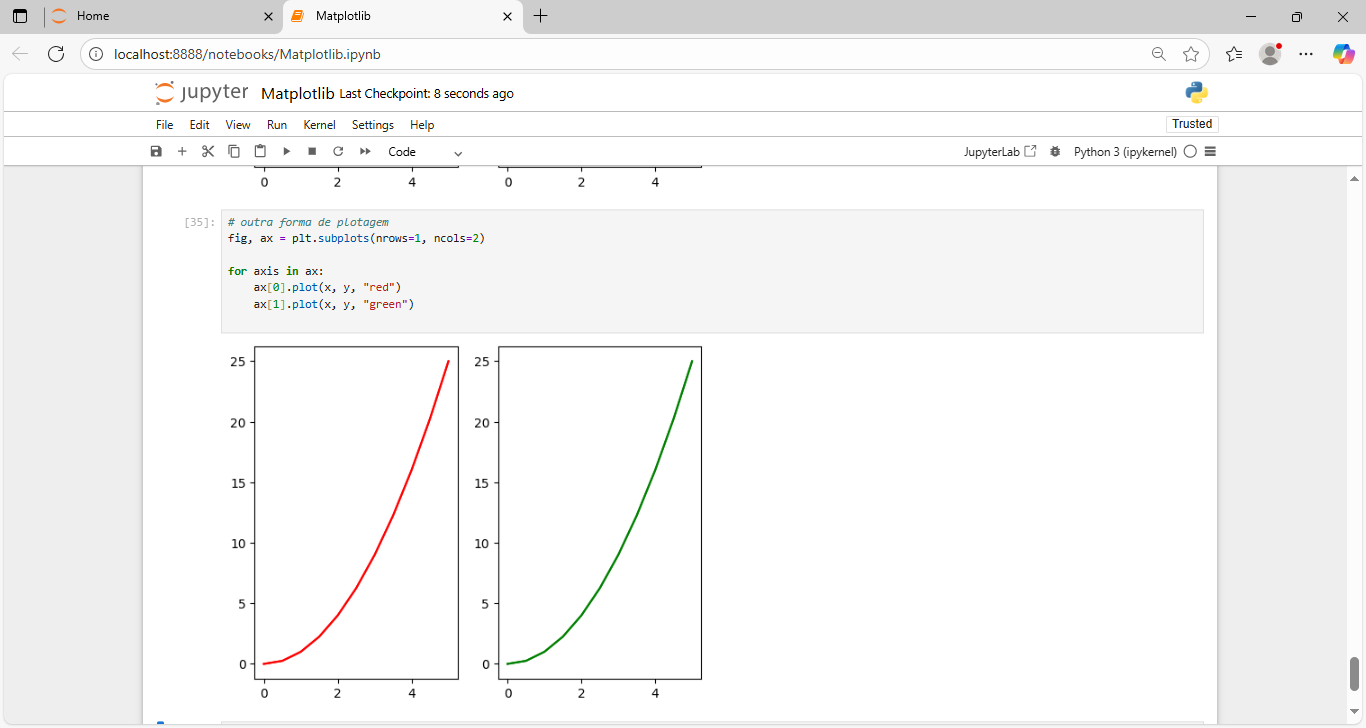 Home
Matplotlib
localhost:8888/notebooks/Matplotlib.ipynb
jupyter Matplotlib Last Checkpoint: 8 seconds ago
File Edit View Run Kernel Settings Help
Trusted
Code
JupyterLab
Python 3 (ipykernel)
0 2 4
0 2 4
[35]:
# outra forma de plotagem
fig, ax = plt.subplots(nrows=1, ncols=2)
for axis in ax:
    ax[0].plot(x, y, "red")
    ax[1].plot(x, y, "green")
25
20
15
10
5
0
0 2 4
25
20
15
10
5
0
0 2 4